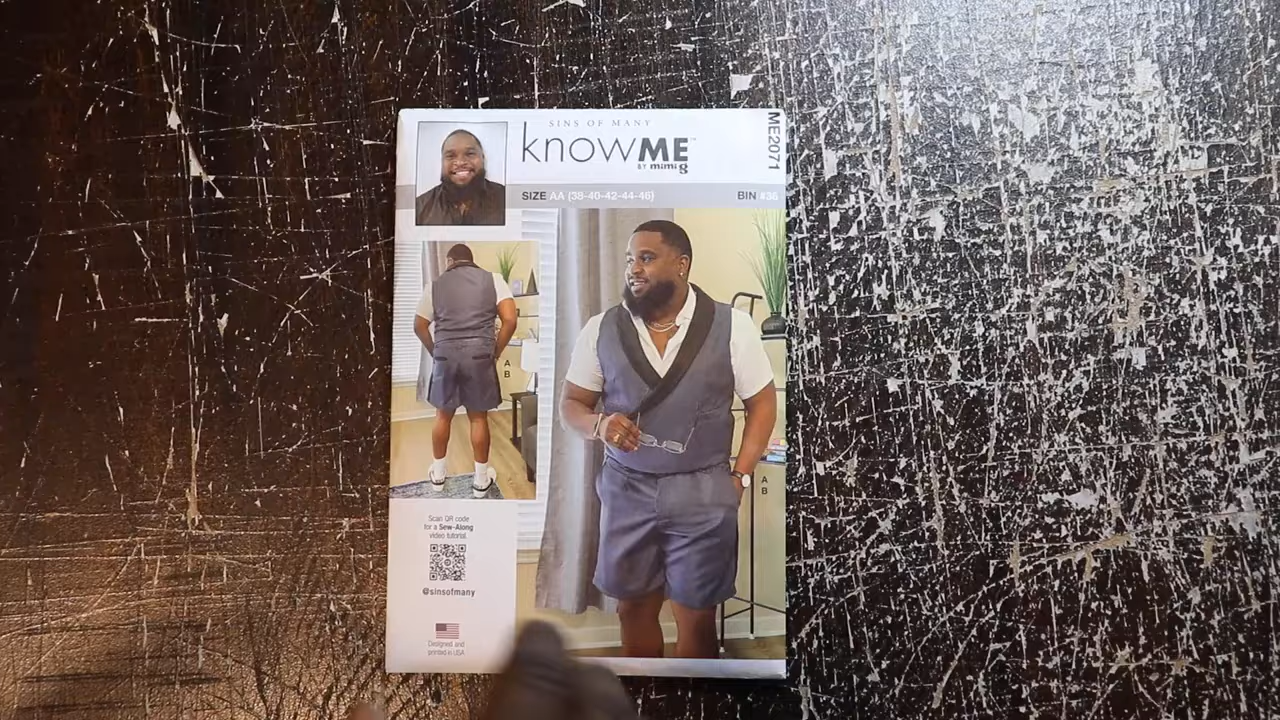 SINS OF MANY
knowME™
BY mimi g
ME2071
SIZE AA (38-40-42-44-46)
BIN #36
A
B
A
B
Scan QR code
for a Sew-Along
video tutorial.
@sinsofmany
Designed and
printed in USA